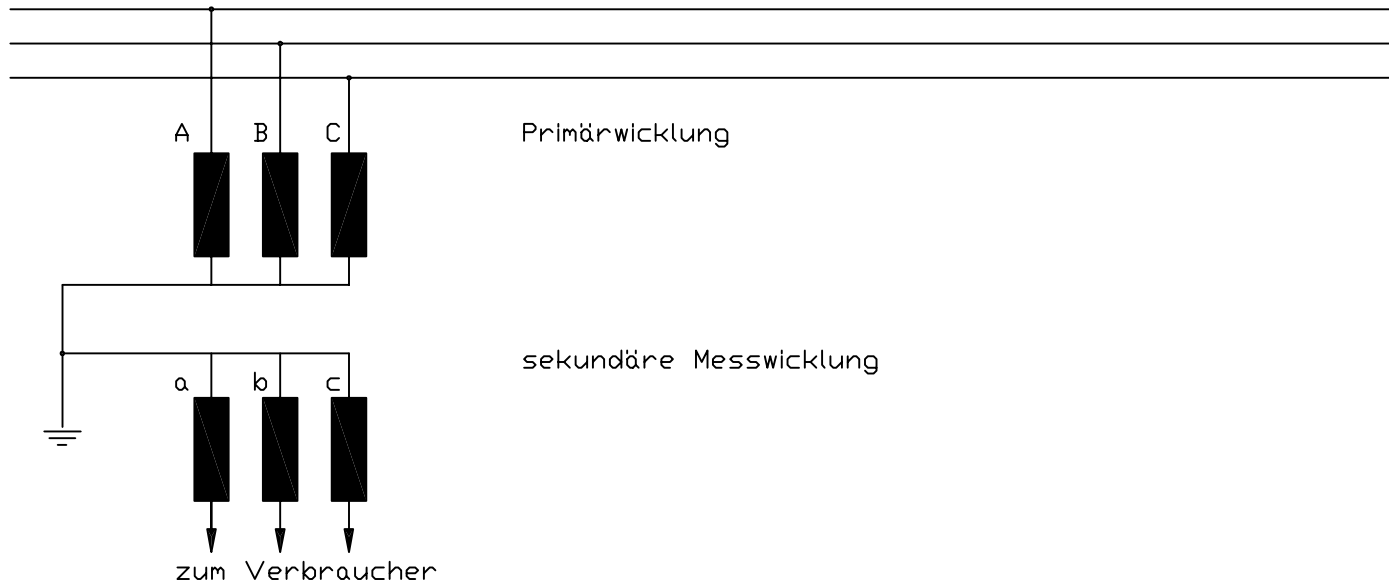 A B C Primärwicklung
sekundäre Messwicklung
a b c
zum Verbraucher